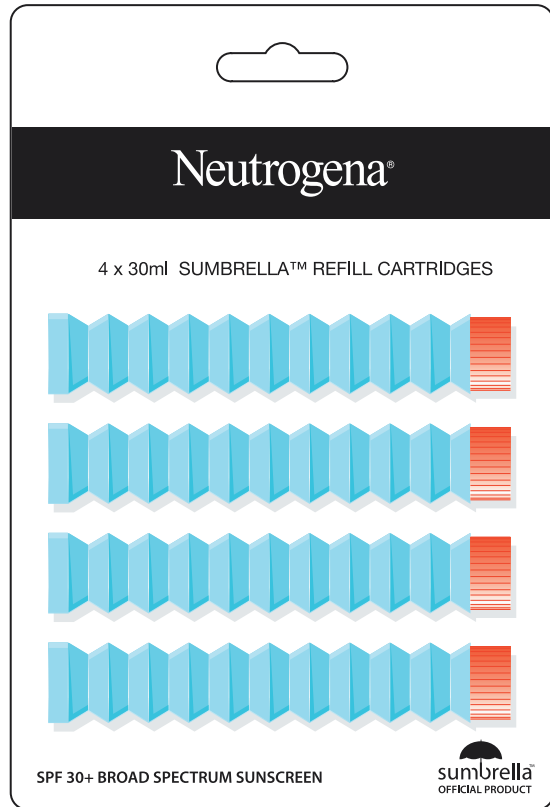 Neutrogena®
4 x 30ml SUMBRELLA™ REFILL CARTRIDGES
SPF 30+ BROAD SPECTRUM SUNSCREEN
sumbrella™
OFFICIAL PRODUCT